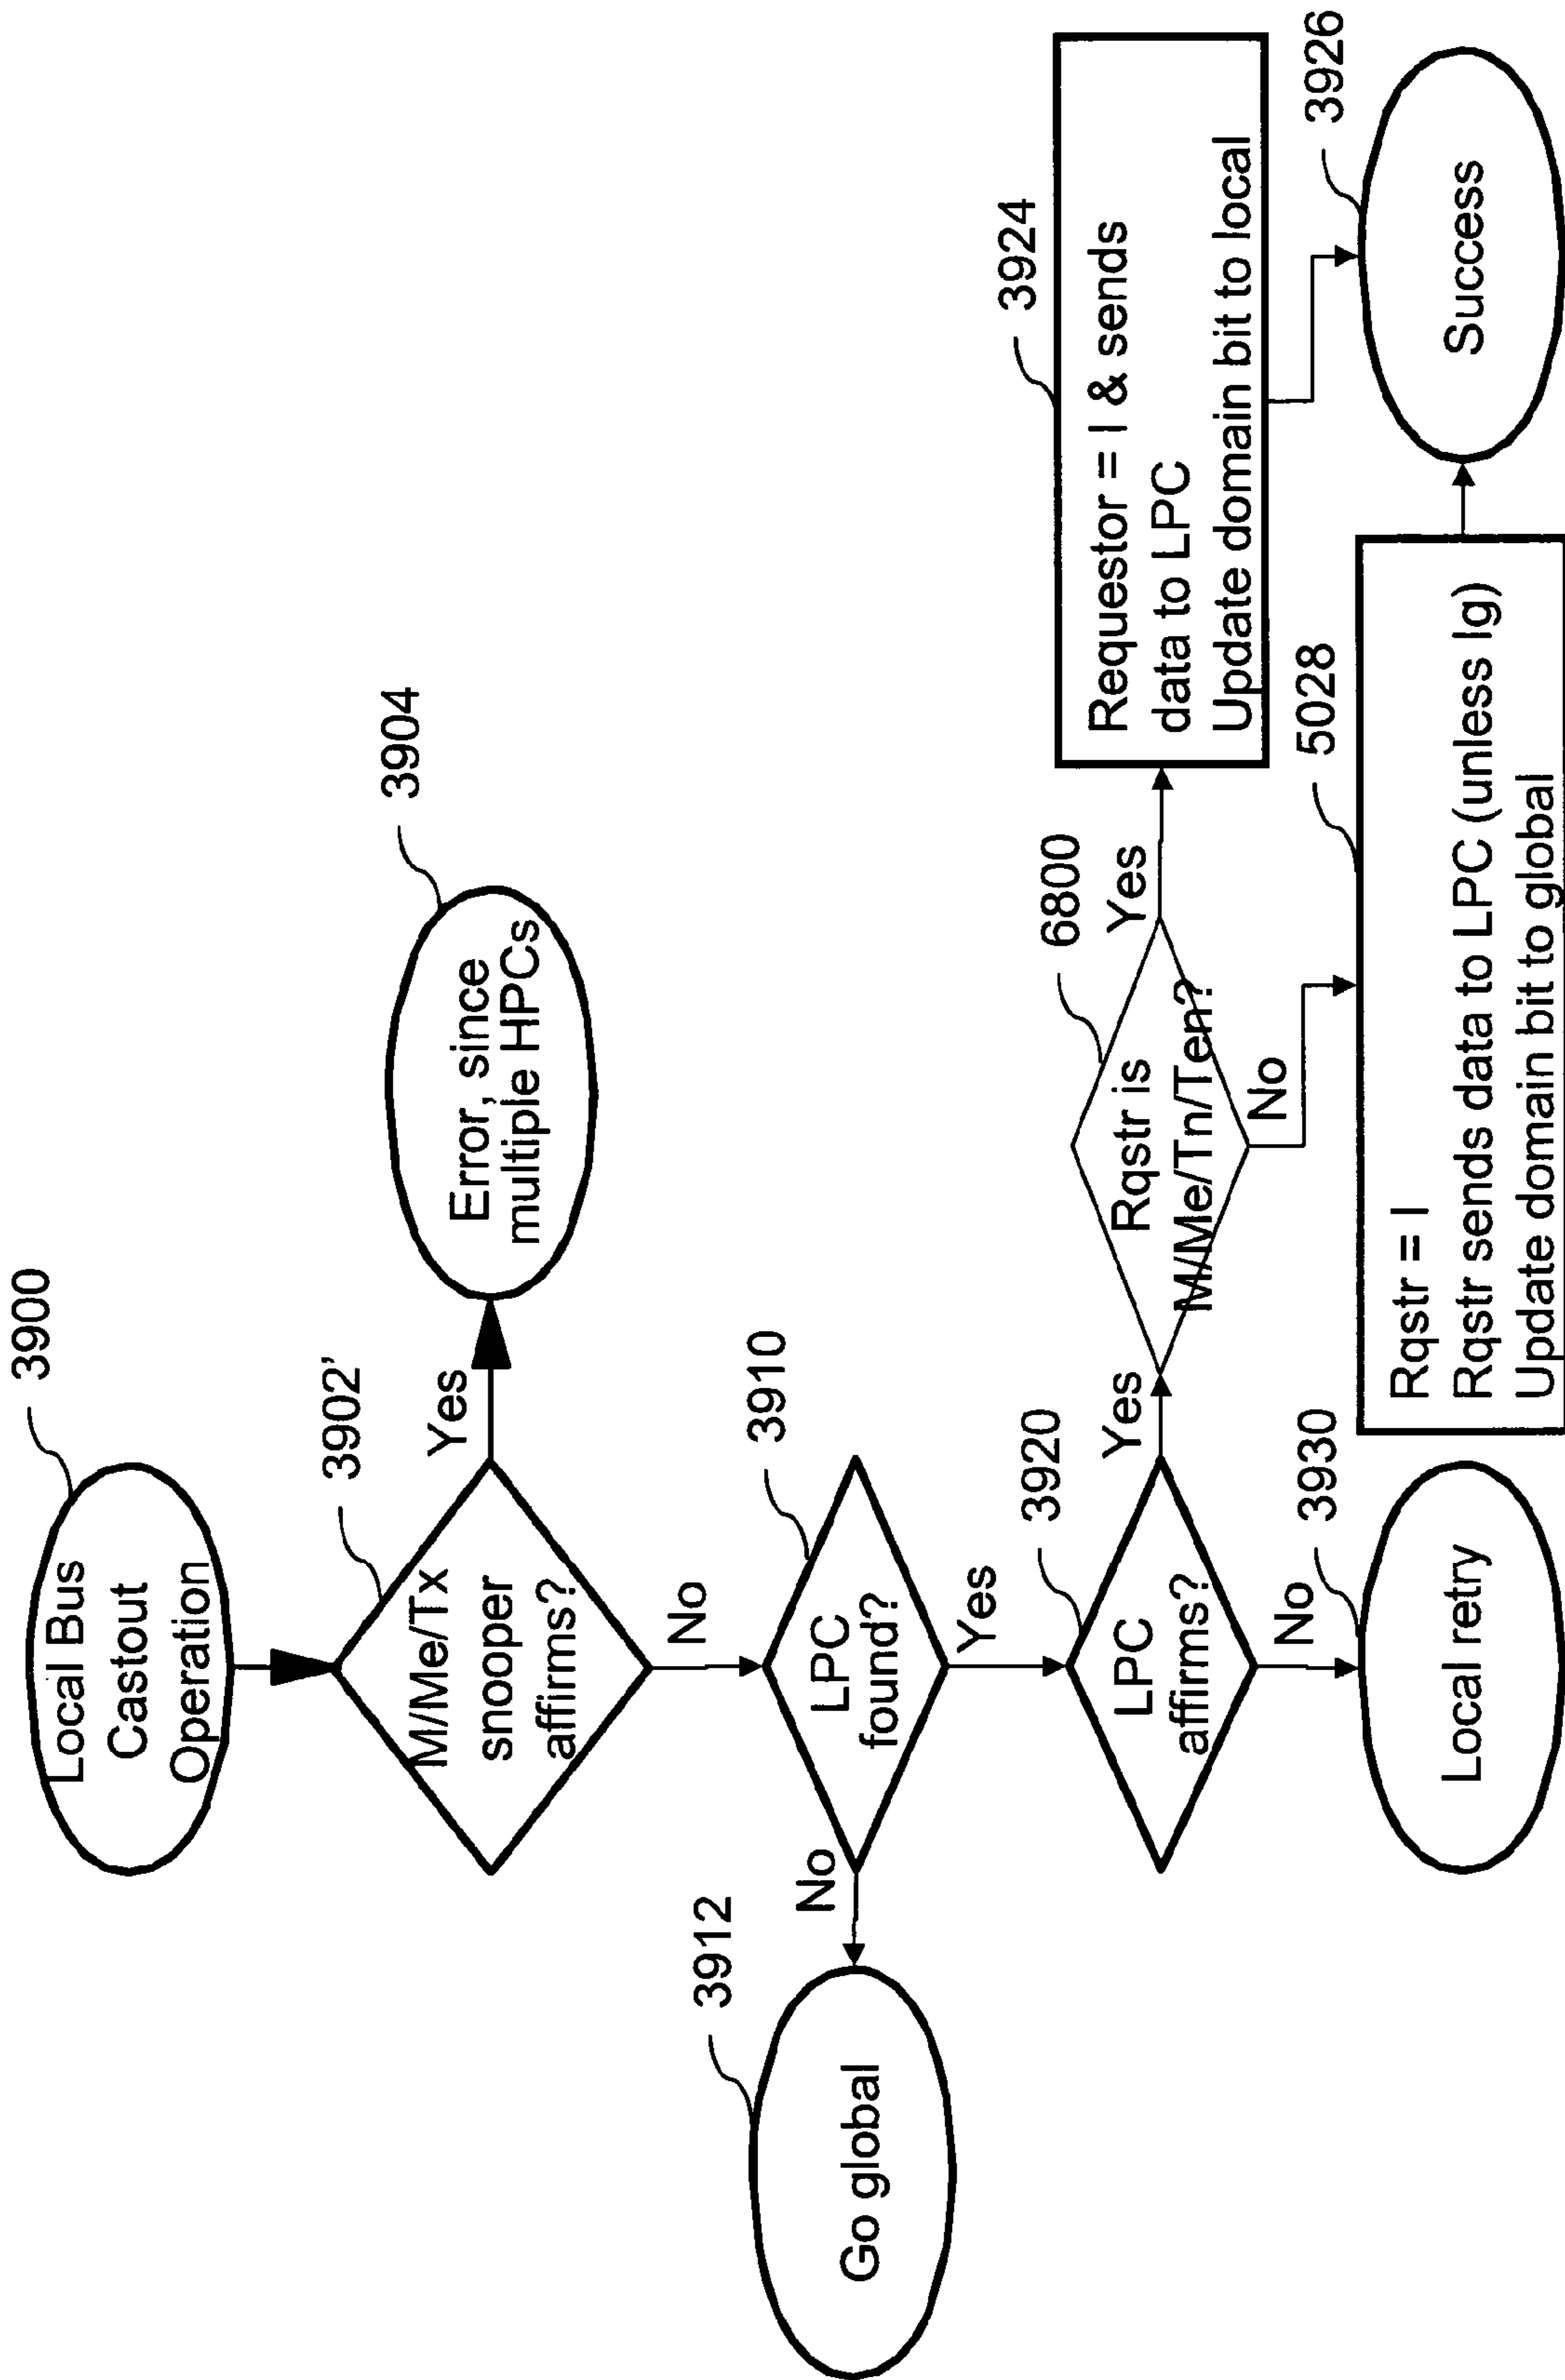 3900
Local Bus
Castout
Operation
3902'
M/Me/Tx
snooper
affirms?
Yes
3904
Error, since
multiple HPCs
No
3910
LPC
found?
No
3912
Go global
Yes
3920
LPC
affirms?
Yes
6800
Rqstr is
M/Me/Tn/Ten?
Yes
3924
Requestor = I & sends
data to LPC
Update domain bit to local
No
5028
Rqstr = I
Rqstr sends data to LPC (unless Ig)
Update domain bit to global
3926
Success
No
3930
Local retry